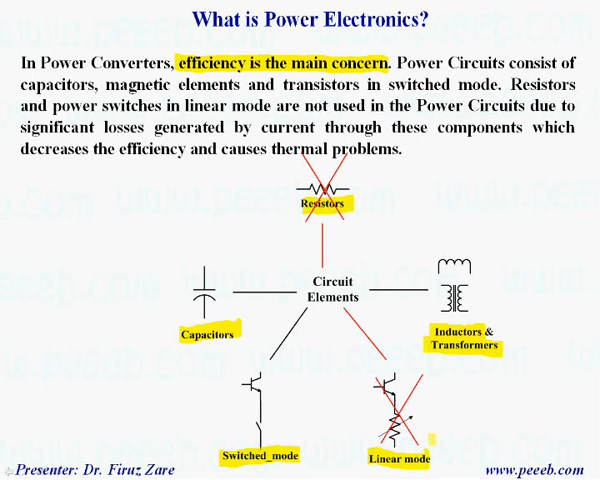 What is Power Electronics?
In Power Converters, efficiency is the main concern. Power Circuits consist of
capacitors, magnetic elements and transistors in switched mode. Resistors
and power switches in linear mode are not used in the Power Circuits due to
significant losses generated by current through these components which
decreases the efficiency and causes thermal problems.
Resistors
Circuit
Elements
Capacitors
Inductors &
Transformers
Switched_mode
Linear mode
Presenter: Dr. Firuz Zare
www.peeeb.com